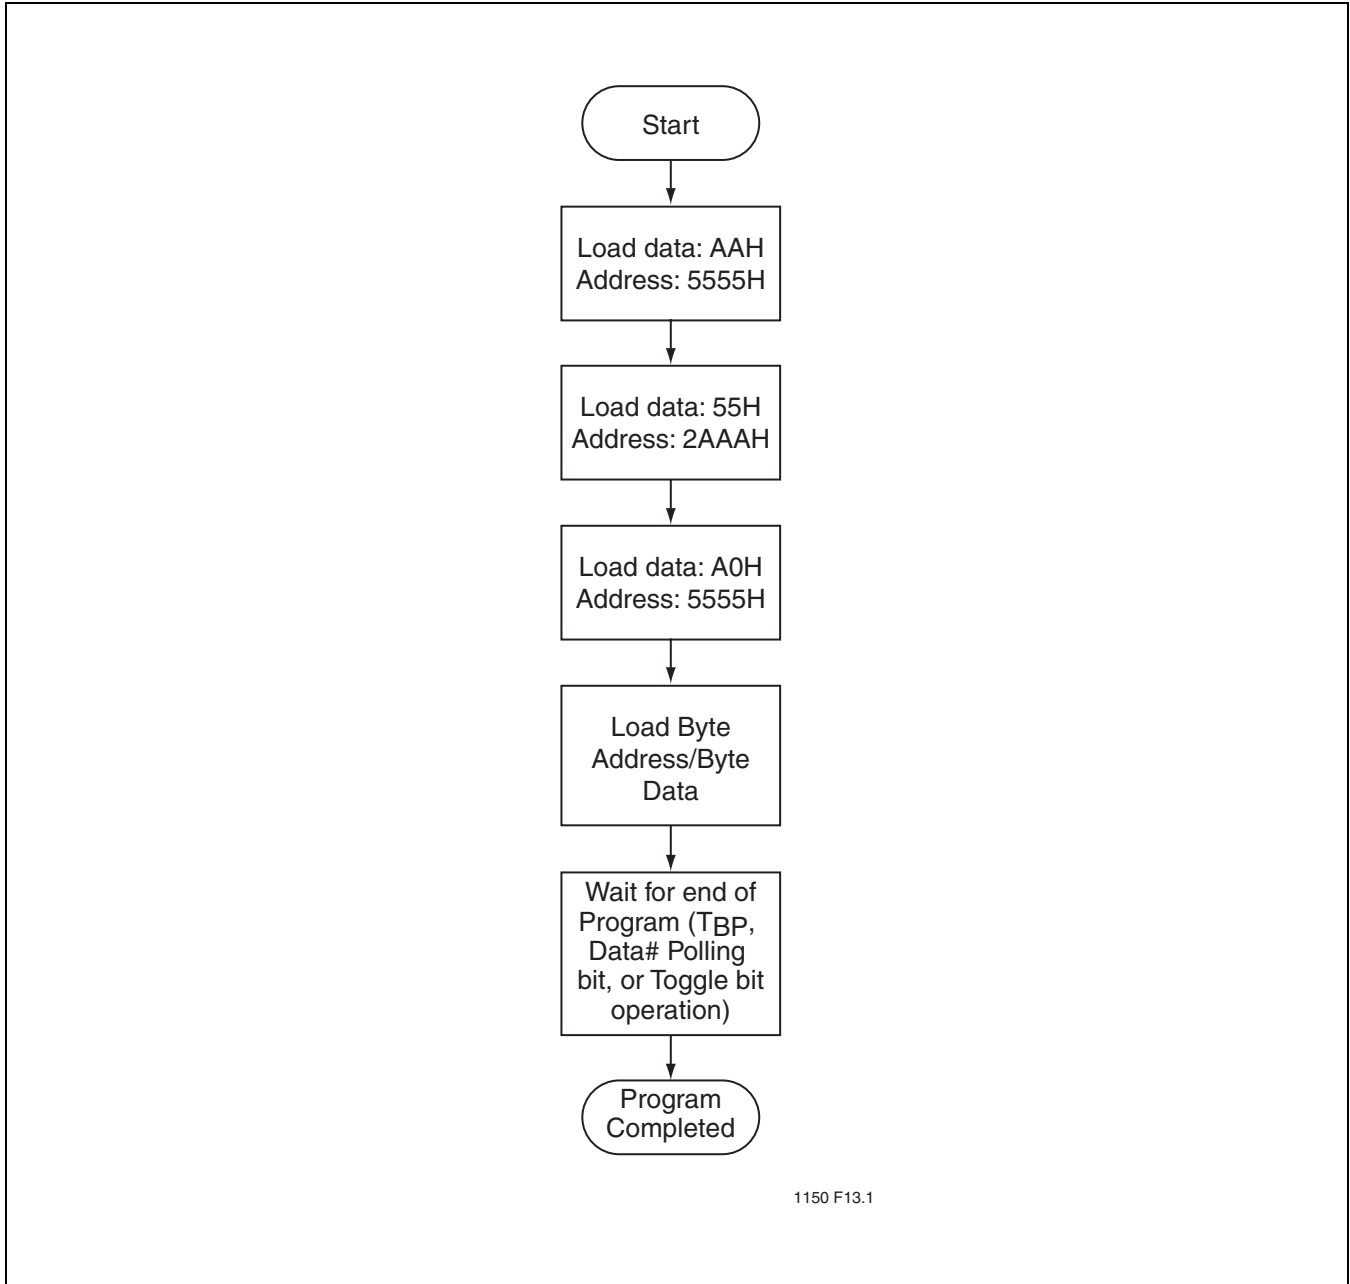 Start
Load data: AAH
Address: 5555H
Load data: 55H
Address: 2AAAH
Load data: A0H
Address: 5555H
Load Byte
Address/Byte
Data
Wait for end of
Program (TBP,
Data# Polling
bit, or Toggle bit
operation)
Program
Completed
1150 F13.1